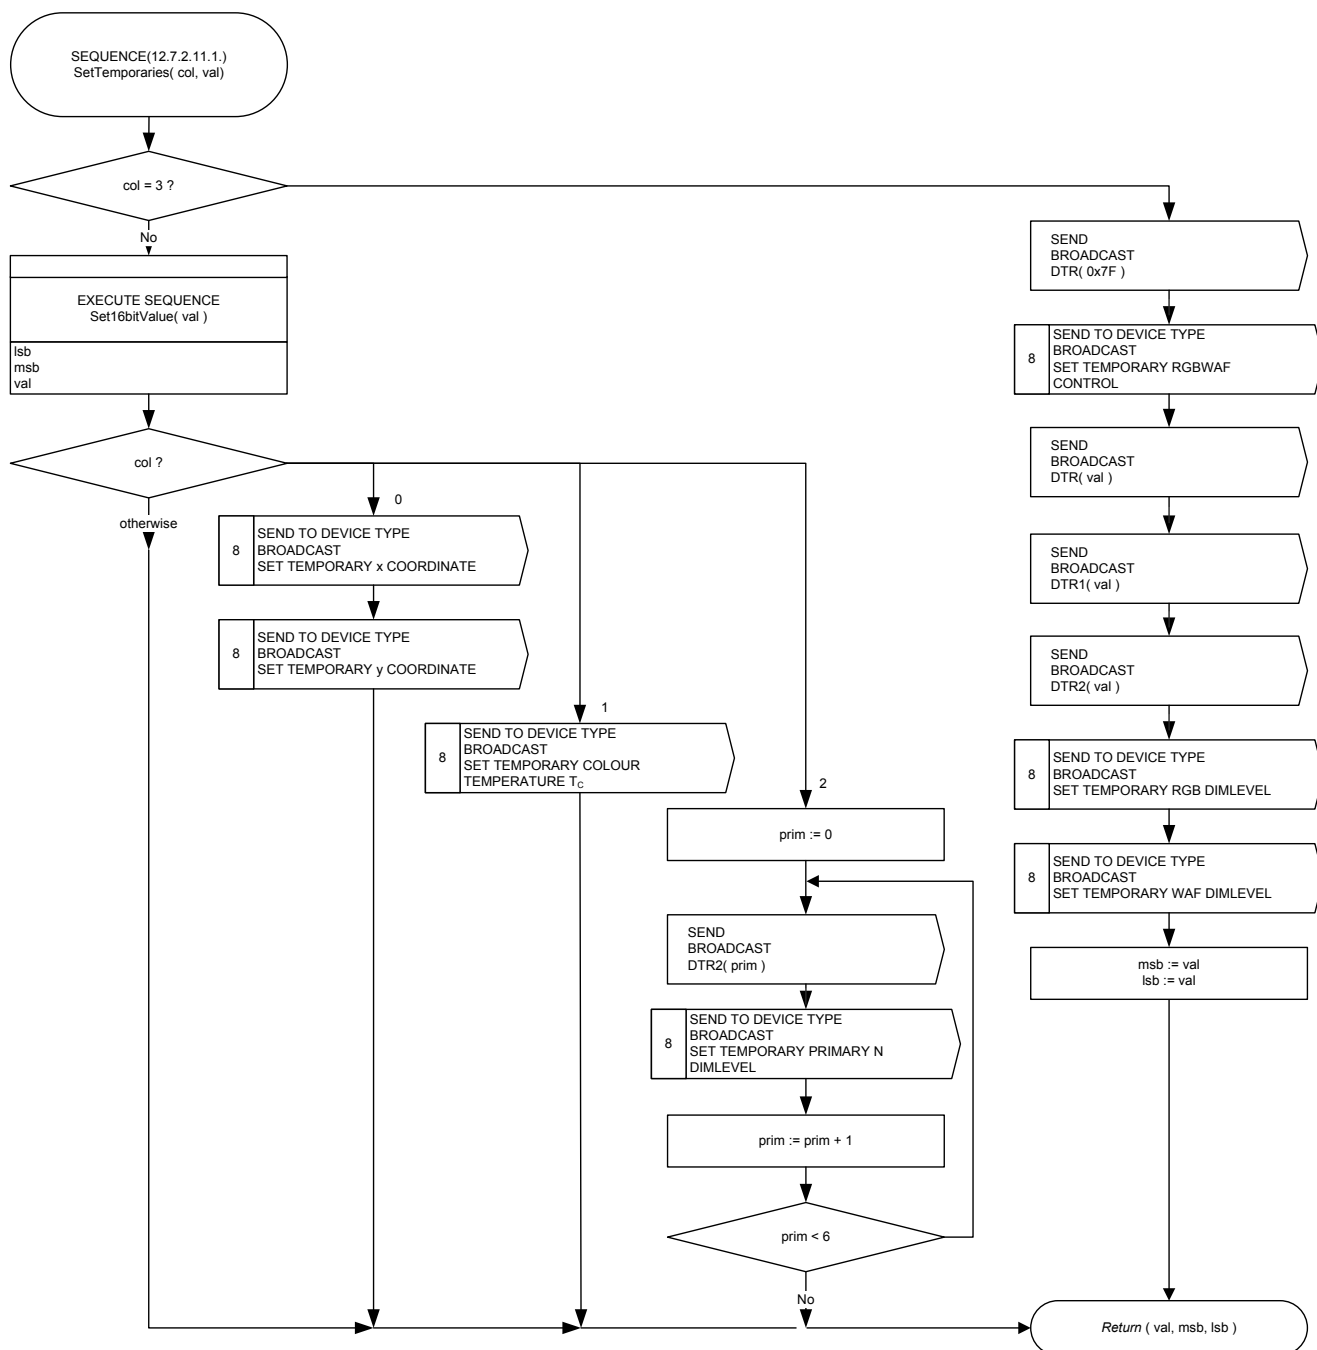 SEQUENCE(12.7.2.11.1.)
SetTemporaries( col, val)
col = 3 ?
No
EXECUTE SEQUENCE
Set16bitValue( val )
lsb
msb
val
col ?
otherwise
0
8
SEND TO DEVICE TYPE
BROADCAST
SET TEMPORARY x COORDINATE
8
SEND TO DEVICE TYPE
BROADCAST
SET TEMPORARY y COORDINATE
1
8
SEND TO DEVICE TYPE
BROADCAST
SET TEMPORARY COLOUR
TEMPERATURE TC
2
prim := 0
SEND
BROADCAST
DTR2( prim )
8
SEND TO DEVICE TYPE
BROADCAST
SET TEMPORARY PRIMARY N
DIMLEVEL
prim := prim + 1
prim < 6
No
SEND
BROADCAST
DTR( 0x7F )
8
SEND TO DEVICE TYPE
BROADCAST
SET TEMPORARY RGBWAF
CONTROL
SEND
BROADCAST
DTR( val )
SEND
BROADCAST
DTR1( val )
SEND
BROADCAST
DTR2( val )
8
SEND TO DEVICE TYPE
BROADCAST
SET TEMPORARY RGB DIMLEVEL
8
SEND TO DEVICE TYPE
BROADCAST
SET TEMPORARY WAF DIMLEVEL
msb := val
lsb := val
Return ( val, msb, lsb )